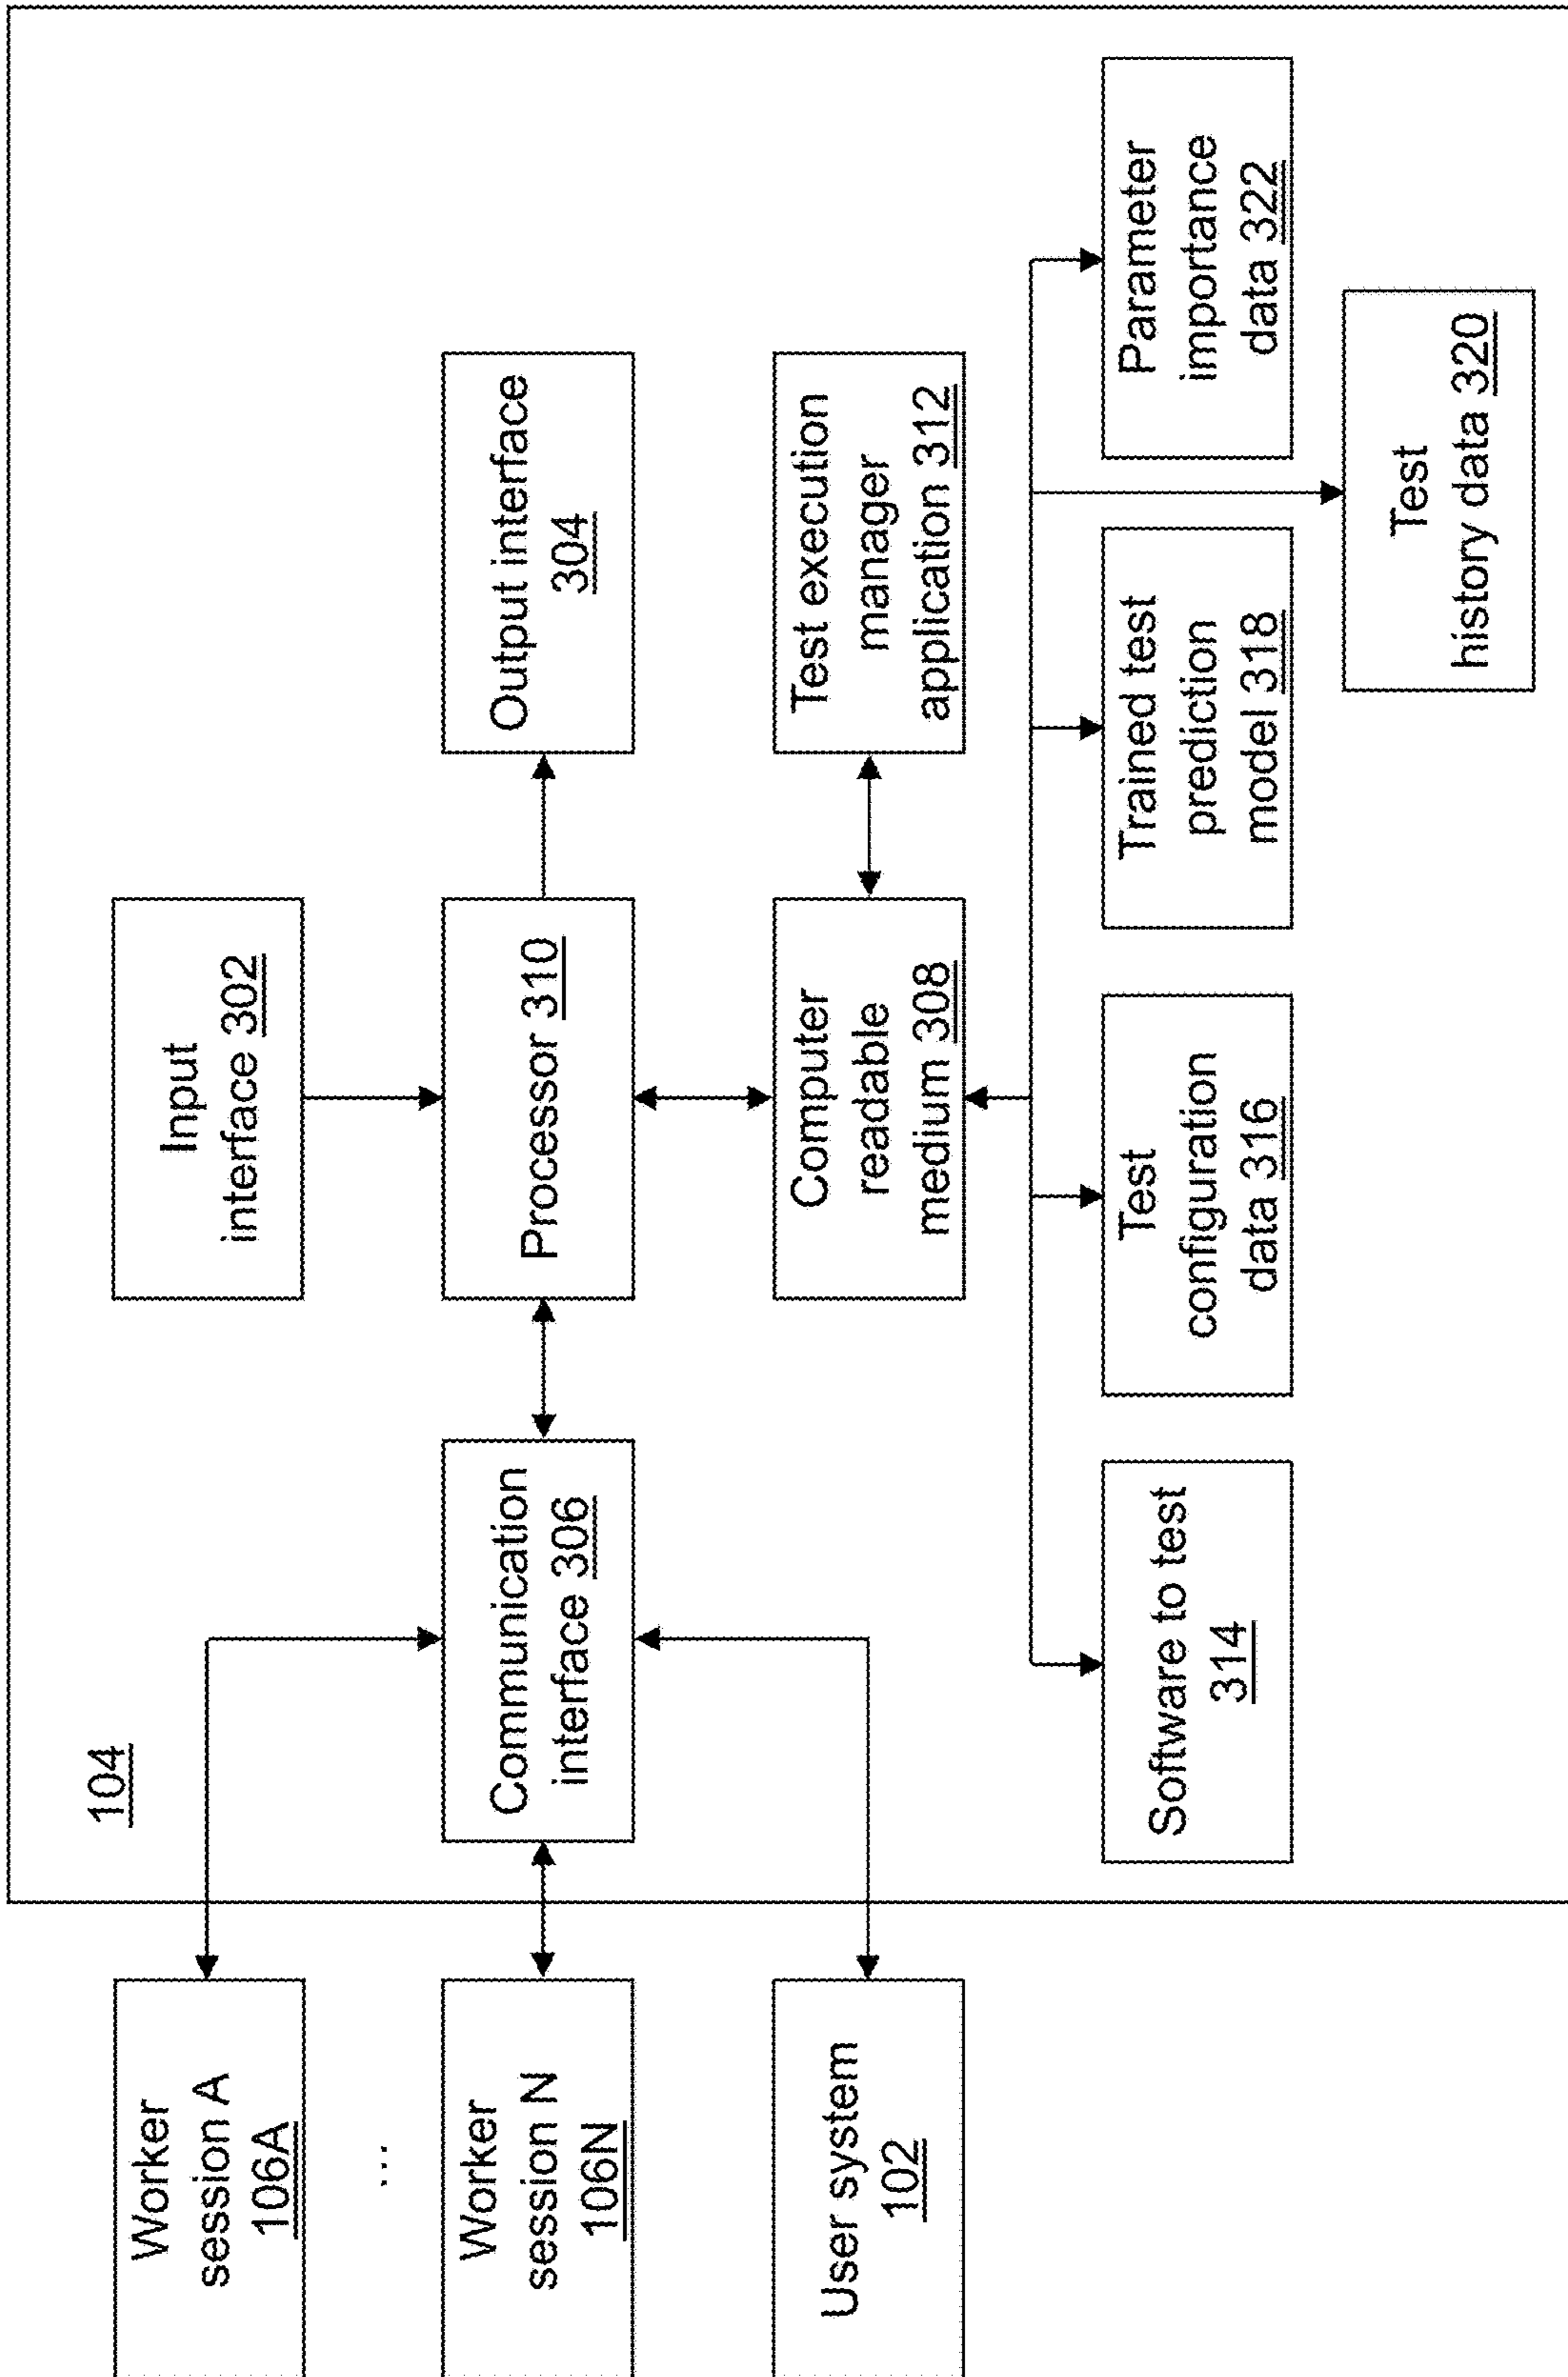 Worker
session A
106A
...
Worker
session N
106N
User system
102
104
Communication
interface 306
Input
interface 302
Processor 310
Output interface
304
Computer
readable
medium 308
Test execution
manager
application 312
Software to test
314
Test
configuration
data 316
Trained test
prediction
model 318
Parameter
importance
data 322
Test
history data 320